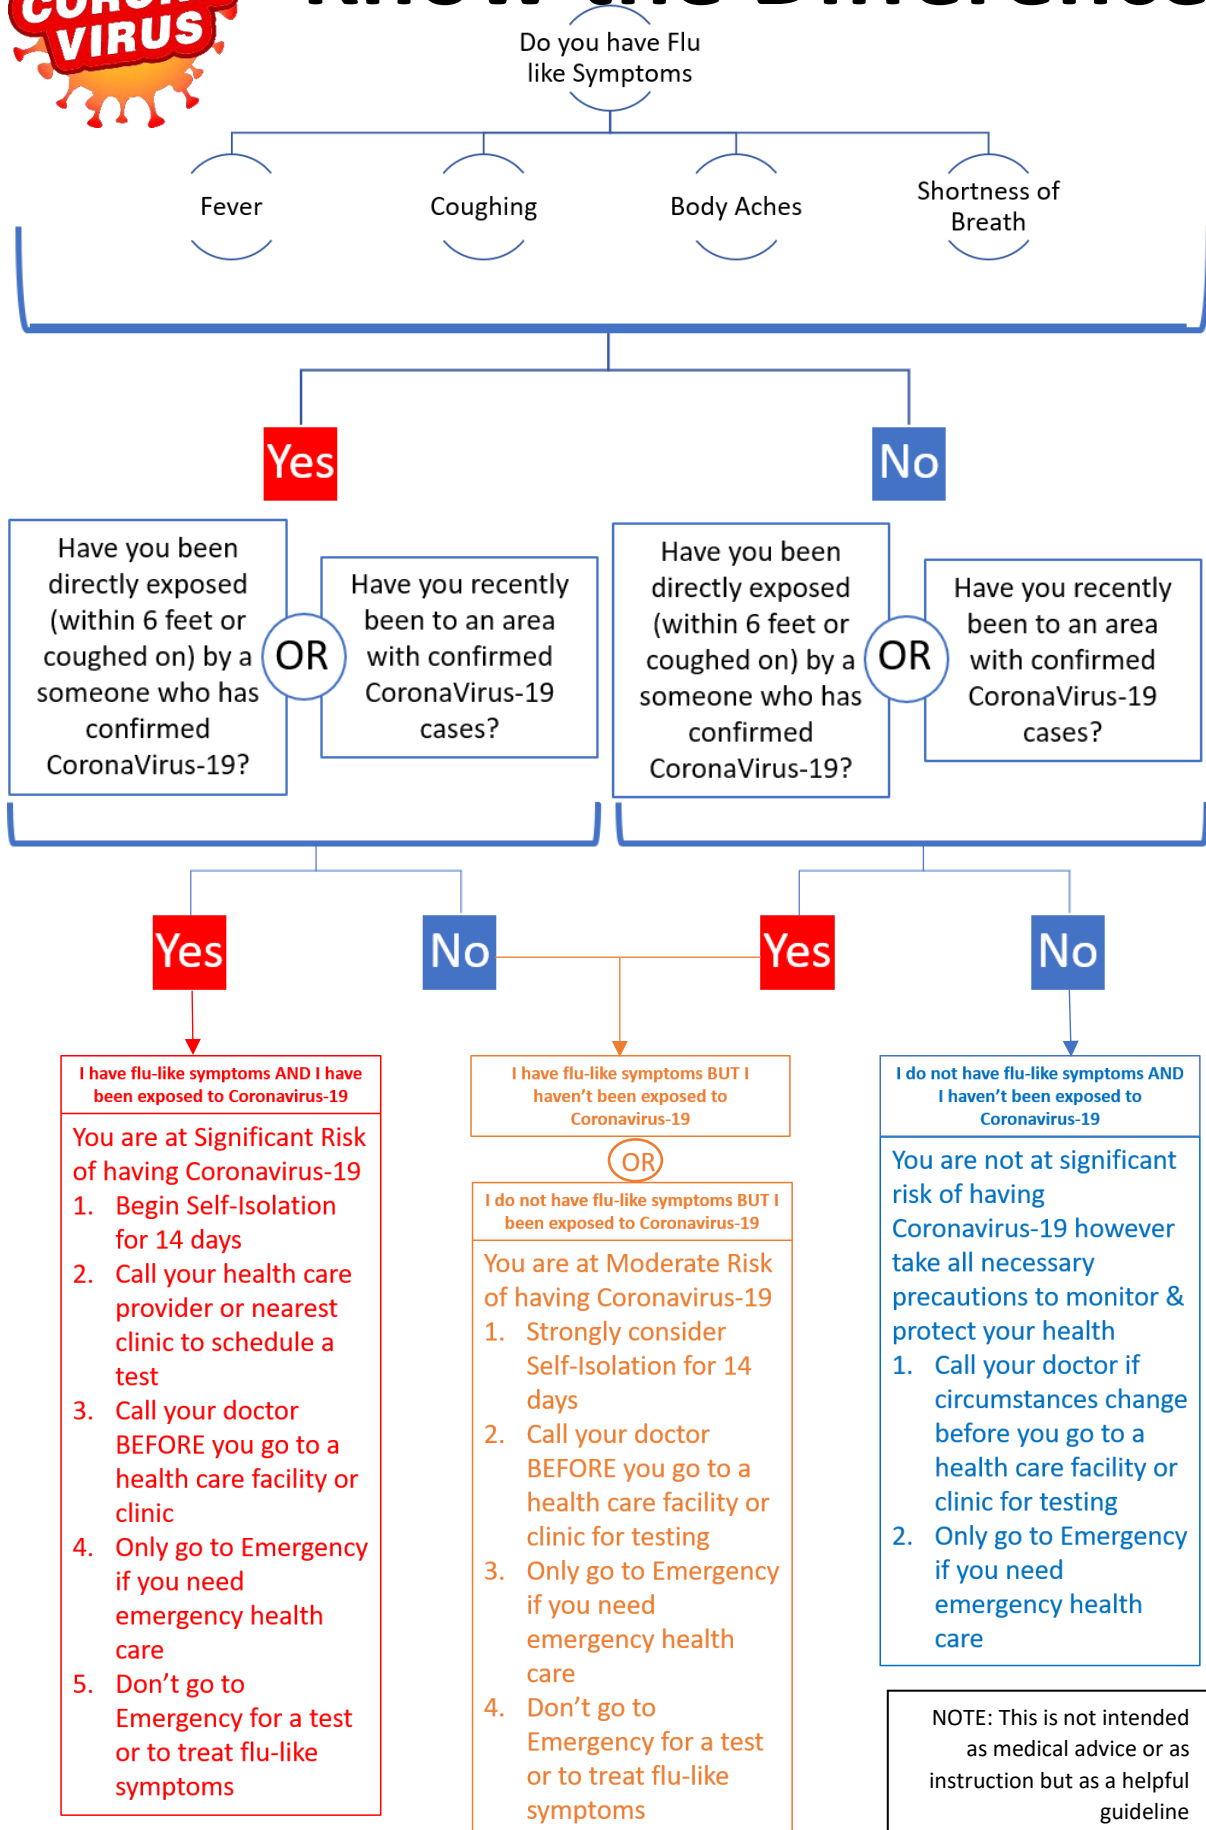 CORONA
VIRUS
Know the Difference
Do you have Flu
like Symptoms
Fever
Coughing
Body Aches
Shortness of
Breath
Yes
No
Have you been
directly exposed
(within 6 feet or
coughed on) by a
someone who has
confirmed
CoronaVirus-19?
OR
Have you recently
been to an area
with confirmed
CoronaVirus-19
cases?
Have you been
directly exposed
(within 6 feet or
coughed on) by a
someone who has
confirmed
CoronaVirus-19?
OR
Have you recently
been to an area
with confirmed
CoronaVirus-19
cases?
Yes
No
Yes
No
I have flu-like symptoms AND I have
been exposed to Coronavirus-19
You are at Significant Risk
of having Coronavirus-19
1. Begin Self-Isolation
for 14 days
2. Call your health care
provider or nearest
clinic to schedule a
test
3. Call your doctor
BEFORE you go to a
health care facility or
clinic
4. Only go to Emergency
if you need
emergency health
care
5. Don’t go to
Emergency for a test
or to treat flu-like
symptoms
I have flu-like symptoms BUT I
haven’t been exposed to
Coronavirus-19
OR
I do not have flu-like symptoms BUT I
been exposed to Coronavirus-19
You are at Moderate Risk
of having Coronavirus-19
1. Strongly consider
Self-Isolation for 14
days
2. Call your doctor
BEFORE you go to a
health care facility or
clinic for testing
3. Only go to Emergency
if you need
emergency health
care
4. Don’t go to
Emergency for a test
or to treat flu-like
symptoms
I do not have flu-like symptoms AND
I haven’t been exposed to
Coronavirus-19
You are not at significant
risk of having
Coronavirus-19 however
take all necessary
precautions to monitor &
protect your health
1. Call your doctor if
circumstances change
before you go to a
health care facility or
clinic for testing
2. Only go to Emergency
if you need
emergency health
care
NOTE: This is not intended
as medical advice or as
instruction but as a helpful
guideline